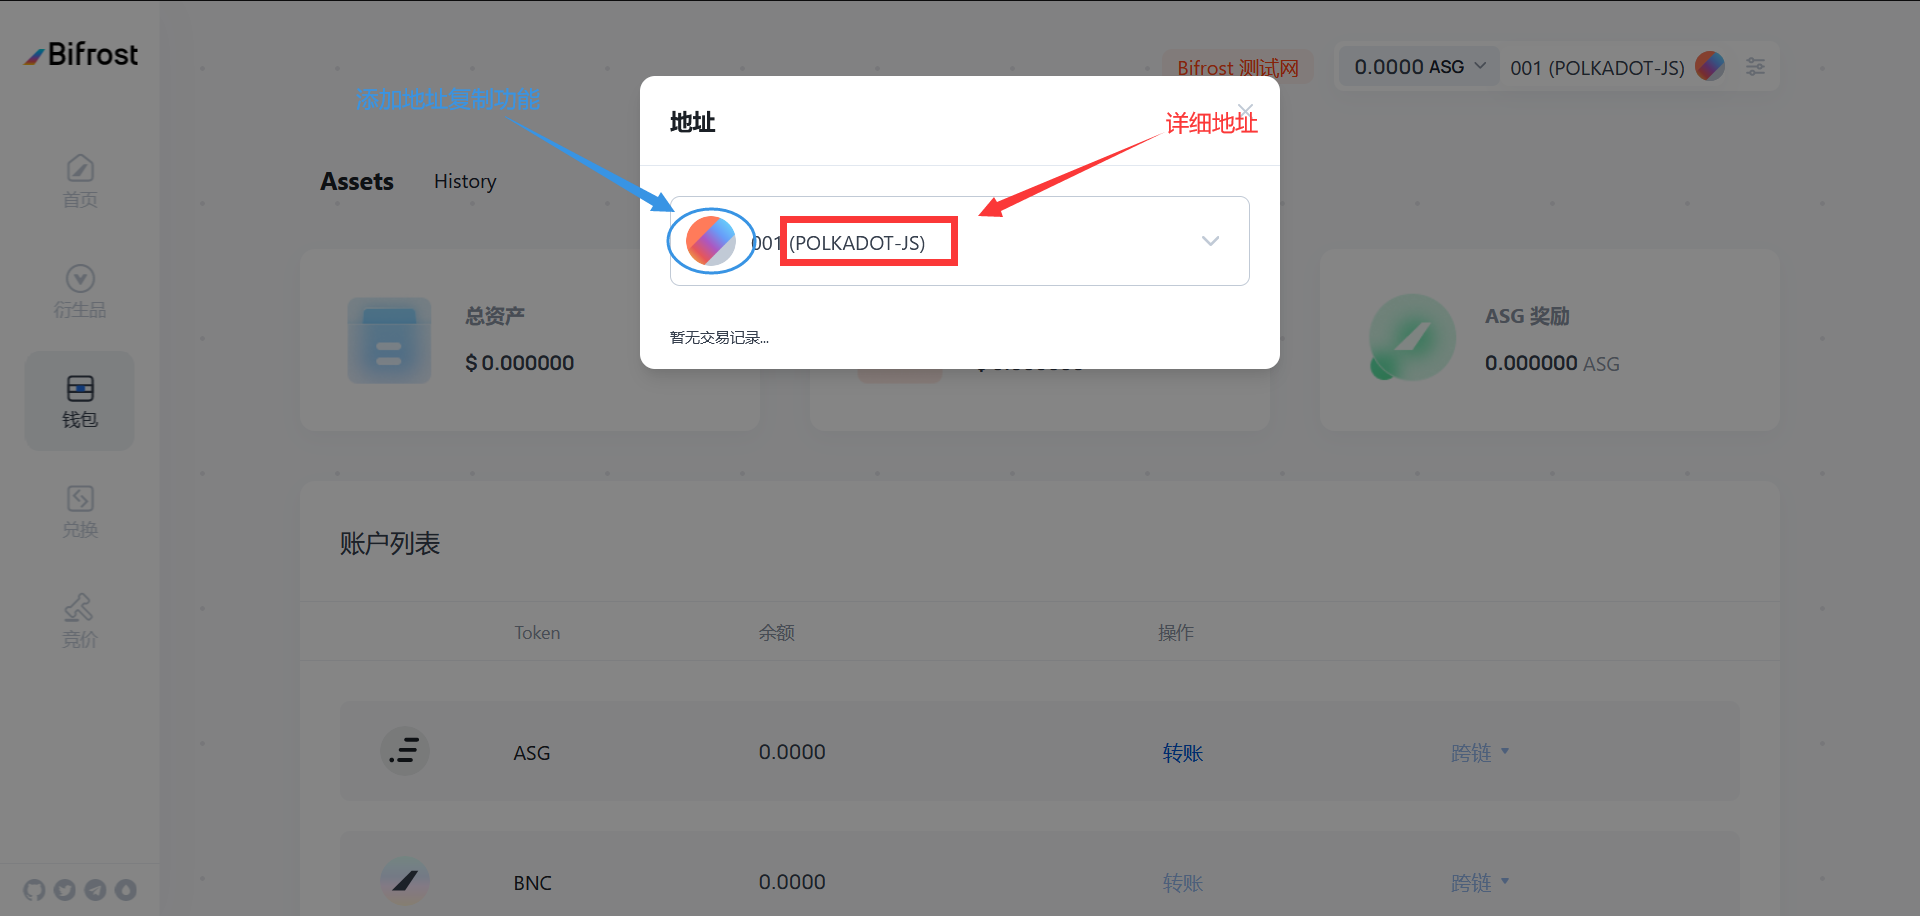 Bifrost
首页
衍生品
钱包
兑换
竞价
Bifrost 测试网
0.0000 ASG
001 (POLKADOT-JS)
添加地址复制功能
Assets
History
地址
详细地址
001 (POLKADOT-JS)
暂无交易记录...
总资产
$ 0.000000
ASG 奖励
0.000000 ASG
账户列表
Token
余额
操作
ASG
0.0000
转账
跨链
BNC
0.0000
转账
跨链